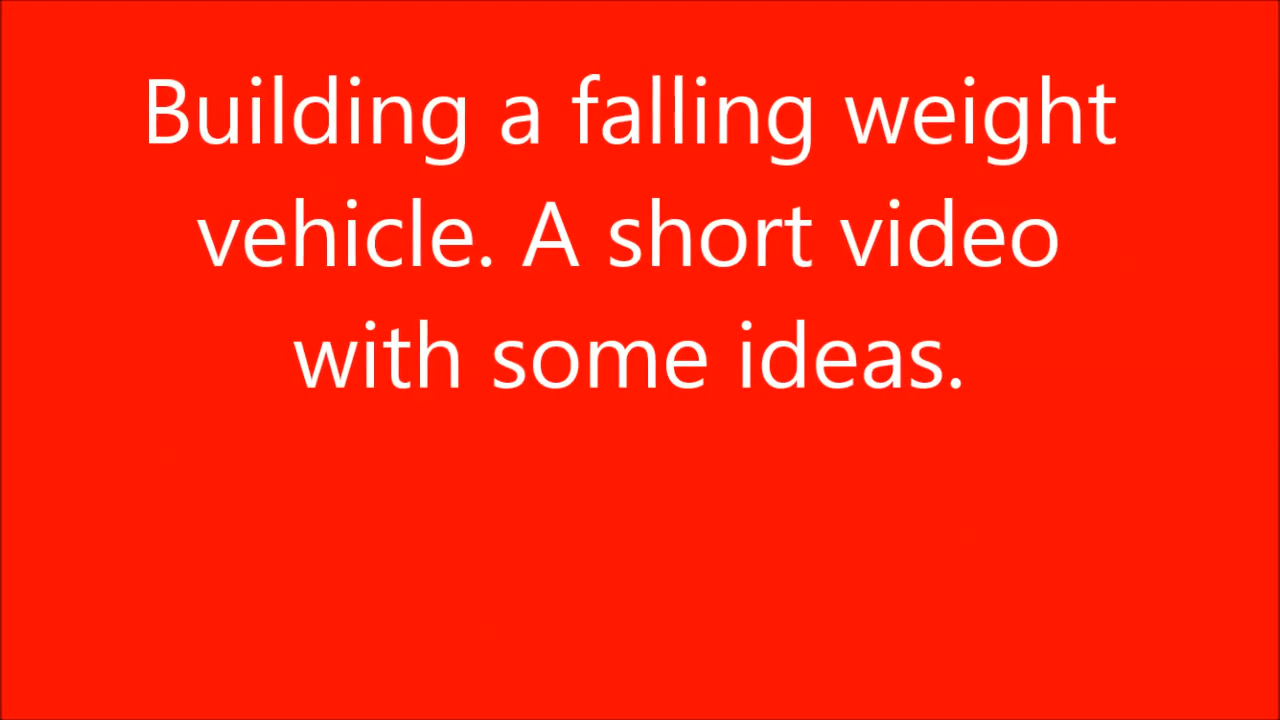 Building a falling weight
vehicle. A short video
with some ideas.